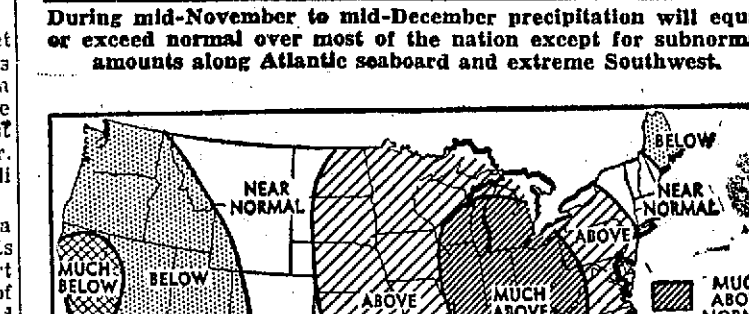 During mid-November to mid-December precipitation will equ
or exceed normal over most of the nation except for subnorm
amounts along Atlantic seaboard and extreme Southwest.
BELOW
NEAR
NORMAL
NEAR
NORMAL
ABOVE
MUCH
BELOW
BELOW
ABOVE
MUCH
ABOVE
MUC
ABO